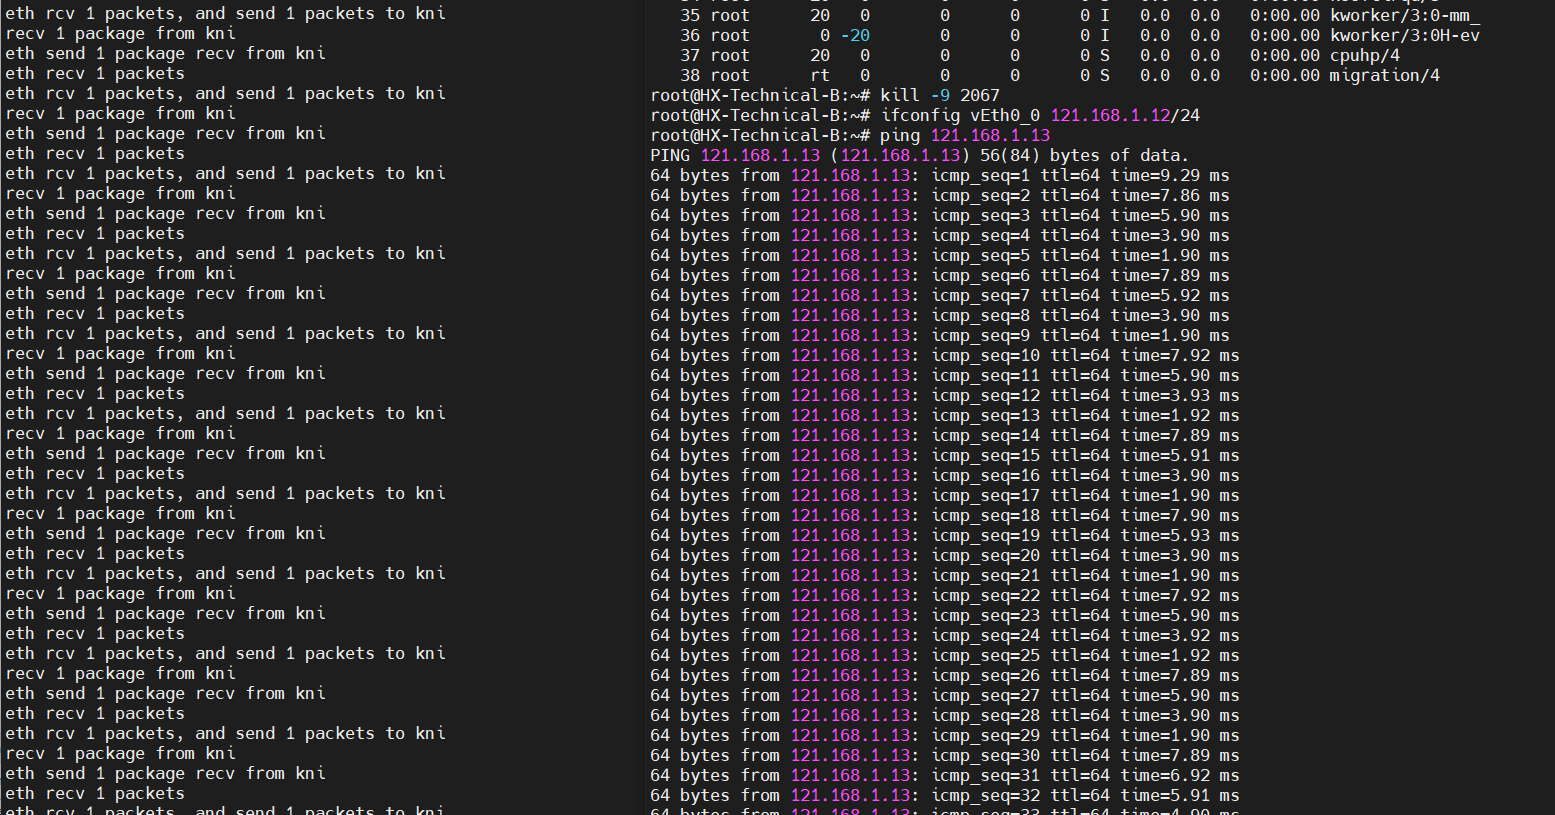 eth rcv 1 packets, and send 1 packets to kni
recv 1 package from kni
eth send 1 package recv from kni
eth recv 1 packets
eth rcv 1 packets, and send 1 packets to kni
recv 1 package from kni
eth send 1 package recv from kni
eth recv 1 packets
eth rcv 1 packets, and send 1 packets to kni
recv 1 package from kni
eth send 1 package recv from kni
eth recv 1 packets
eth rcv 1 packets, and send 1 packets to kni
recv 1 package from kni
eth send 1 package recv from kni
eth recv 1 packets
eth rcv 1 packets, and send 1 packets to kni
recv 1 package from kni
eth send 1 package recv from kni
eth recv 1 packets
eth rcv 1 packets, and send 1 packets to kni
recv 1 package from kni
eth send 1 package recv from kni
eth recv 1 packets
eth rcv 1 packets, and send 1 packets to kni
recv 1 package from kni
eth send 1 package recv from kni
eth recv 1 packets
eth rcv 1 packets, and send 1 packets to kni
recv 1 package from kni
eth send 1 package recv from kni
eth recv 1 packets
eth rcv 1 packets, and send 1 packets to kni
recv 1 package from kni
eth send 1 package recv from kni
eth recv 1 packets
eth rcv 1 packets, and send 1 packets to kni
recv 1 package from kni
eth send 1 package recv from kni
eth recv 1 packets
eth rcv 1 packets, and send 1 packets to kni
35 root 20 0 0 0 0 I 0.0 0.0 0:00.00 kworker/3:0-mm_
36 root 0 -20 0 0 0 I 0.0 0.0 0:00.00 kworker/3:0H-ev
37 root 20 0 0 0 0 S 0.0 0.0 0:00.00 cpuhp/4
38 root rt 0 0 0 0 S 0.0 0.0 0:00.00 migration/4
root@HX-Technical-B:~# kill -9 2067
root@HX-Technical-B:~# ifconfig vEth0_0 121.168.1.12/24
root@HX-Technical-B:~# ping 121.168.1.13
PING 121.168.1.13 (121.168.1.13) 56(84) bytes of data.
64 bytes from 121.168.1.13: icmp_seq=1 ttl=64 time=9.29 ms
64 bytes from 121.168.1.13: icmp_seq=2 ttl=64 time=7.86 ms
64 bytes from 121.168.1.13: icmp_seq=3 ttl=64 time=5.90 ms
64 bytes from 121.168.1.13: icmp_seq=4 ttl=64 time=3.90 ms
64 bytes from 121.168.1.13: icmp_seq=5 ttl=64 time=1.90 ms
64 bytes from 121.168.1.13: icmp_seq=6 ttl=64 time=7.89 ms
64 bytes from 121.168.1.13: icmp_seq=7 ttl=64 time=5.92 ms
64 bytes from 121.168.1.13: icmp_seq=8 ttl=64 time=3.90 ms
64 bytes from 121.168.1.13: icmp_seq=9 ttl=64 time=1.90 ms
64 bytes from 121.168.1.13: icmp_seq=10 ttl=64 time=7.92 ms
64 bytes from 121.168.1.13: icmp_seq=11 ttl=64 time=5.90 ms
64 bytes from 121.168.1.13: icmp_seq=12 ttl=64 time=3.93 ms
64 bytes from 121.168.1.13: icmp_seq=13 ttl=64 time=1.92 ms
64 bytes from 121.168.1.13: icmp_seq=14 ttl=64 time=7.89 ms
64 bytes from 121.168.1.13: icmp_seq=15 ttl=64 time=5.91 ms
64 bytes from 121.168.1.13: icmp_seq=16 ttl=64 time=3.90 ms
64 bytes from 121.168.1.13: icmp_seq=17 ttl=64 time=1.90 ms
64 bytes from 121.168.1.13: icmp_seq=18 ttl=64 time=7.90 ms
64 bytes from 121.168.1.13: icmp_seq=19 ttl=64 time=5.93 ms
64 bytes from 121.168.1.13: icmp_seq=20 ttl=64 time=3.90 ms
64 bytes from 121.168.1.13: icmp_seq=21 ttl=64 time=1.90 ms
64 bytes from 121.168.1.13: icmp_seq=22 ttl=64 time=7.92 ms
64 bytes from 121.168.1.13: icmp_seq=23 ttl=64 time=5.90 ms
64 bytes from 121.168.1.13: icmp_seq=24 ttl=64 time=3.92 ms
64 bytes from 121.168.1.13: icmp_seq=25 ttl=64 time=1.92 ms
64 bytes from 121.168.1.13: icmp_seq=26 ttl=64 time=7.89 ms
64 bytes from 121.168.1.13: icmp_seq=27 ttl=64 time=5.90 ms
64 bytes from 121.168.1.13: icmp_seq=28 ttl=64 time=3.90 ms
64 bytes from 121.168.1.13: icmp_seq=29 ttl=64 time=1.90 ms
64 bytes from 121.168.1.13: icmp_seq=30 ttl=64 time=7.89 ms
64 bytes from 121.168.1.13: icmp_seq=31 ttl=64 time=6.92 ms
64 bytes from 121.168.1.13: icmp_seq=32 ttl=64 time=5.91 ms
64 bytes from 121.168.1.13: icmp_seq=33 ttl=64 time=4.90 ms